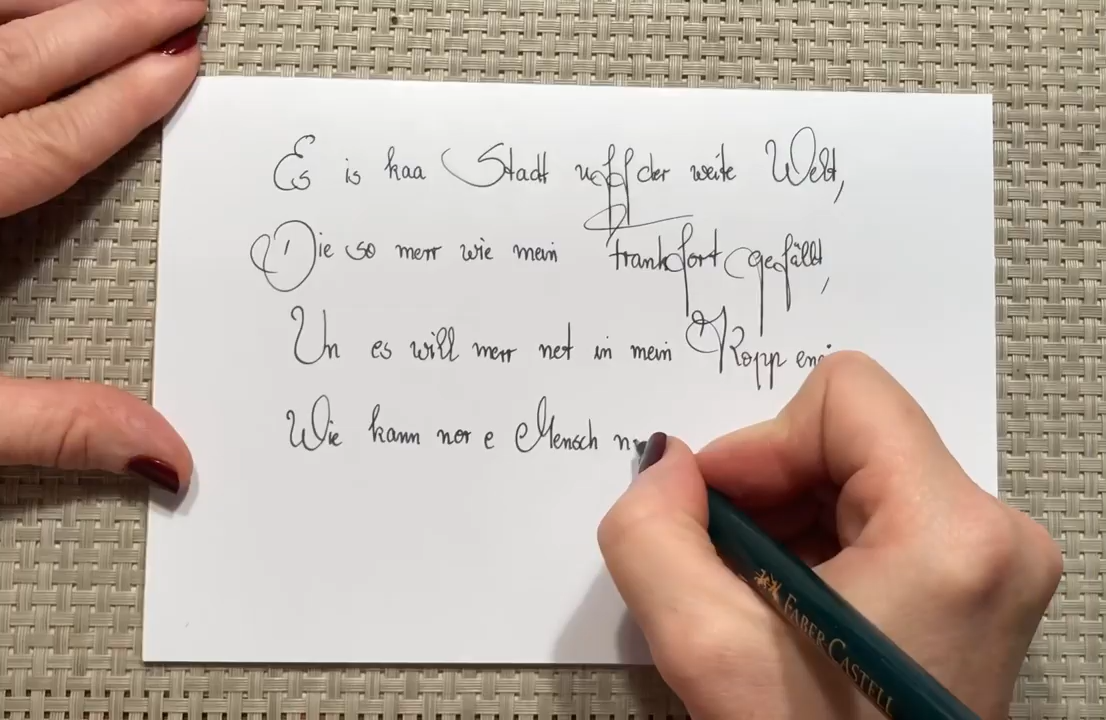 Es is kaa Stadt uff der weite Welt,
Die so merr wie mein Frankfort gefällt,
Un es will merr net in mein Kopp enei
Wie kann nor e Mensch n
FABER-CASTELL